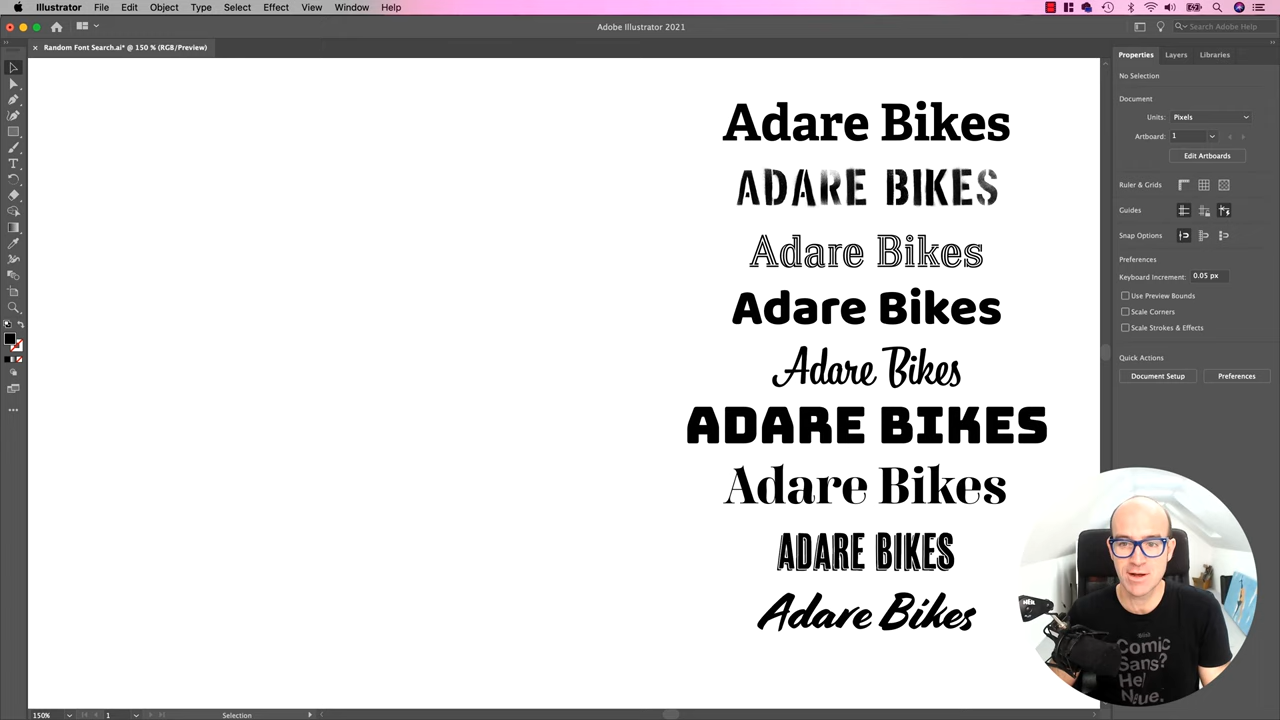 Illustrator File Edit Object Type Select Effect View Window Help
Adobe Illustrator 2021
Search Adobe Help
× Random Font Search.ai* @ 150 % (RGB/Preview)
Properties Layers Libraries
No Selection
Document
Units: Pixels
Artboard: 1
Edit Artboards
Ruler & Grids
Guides
Snap Options
Preferences
Keyboard Increment: 0.05 px
Use Preview Bounds
Scale Corners
Scale Strokes & Effects
Quick Actions
Document Setup Preferences
Adare Bikes
ADARE BIKES
Adare Bikes
Adare Bikes
Adare Bikes
ADARE BIKES
Adare Bikes
ADARE BIKES
Adare Bikes
Comic
Sans?
Hel
Neue.
150% 1 Selection